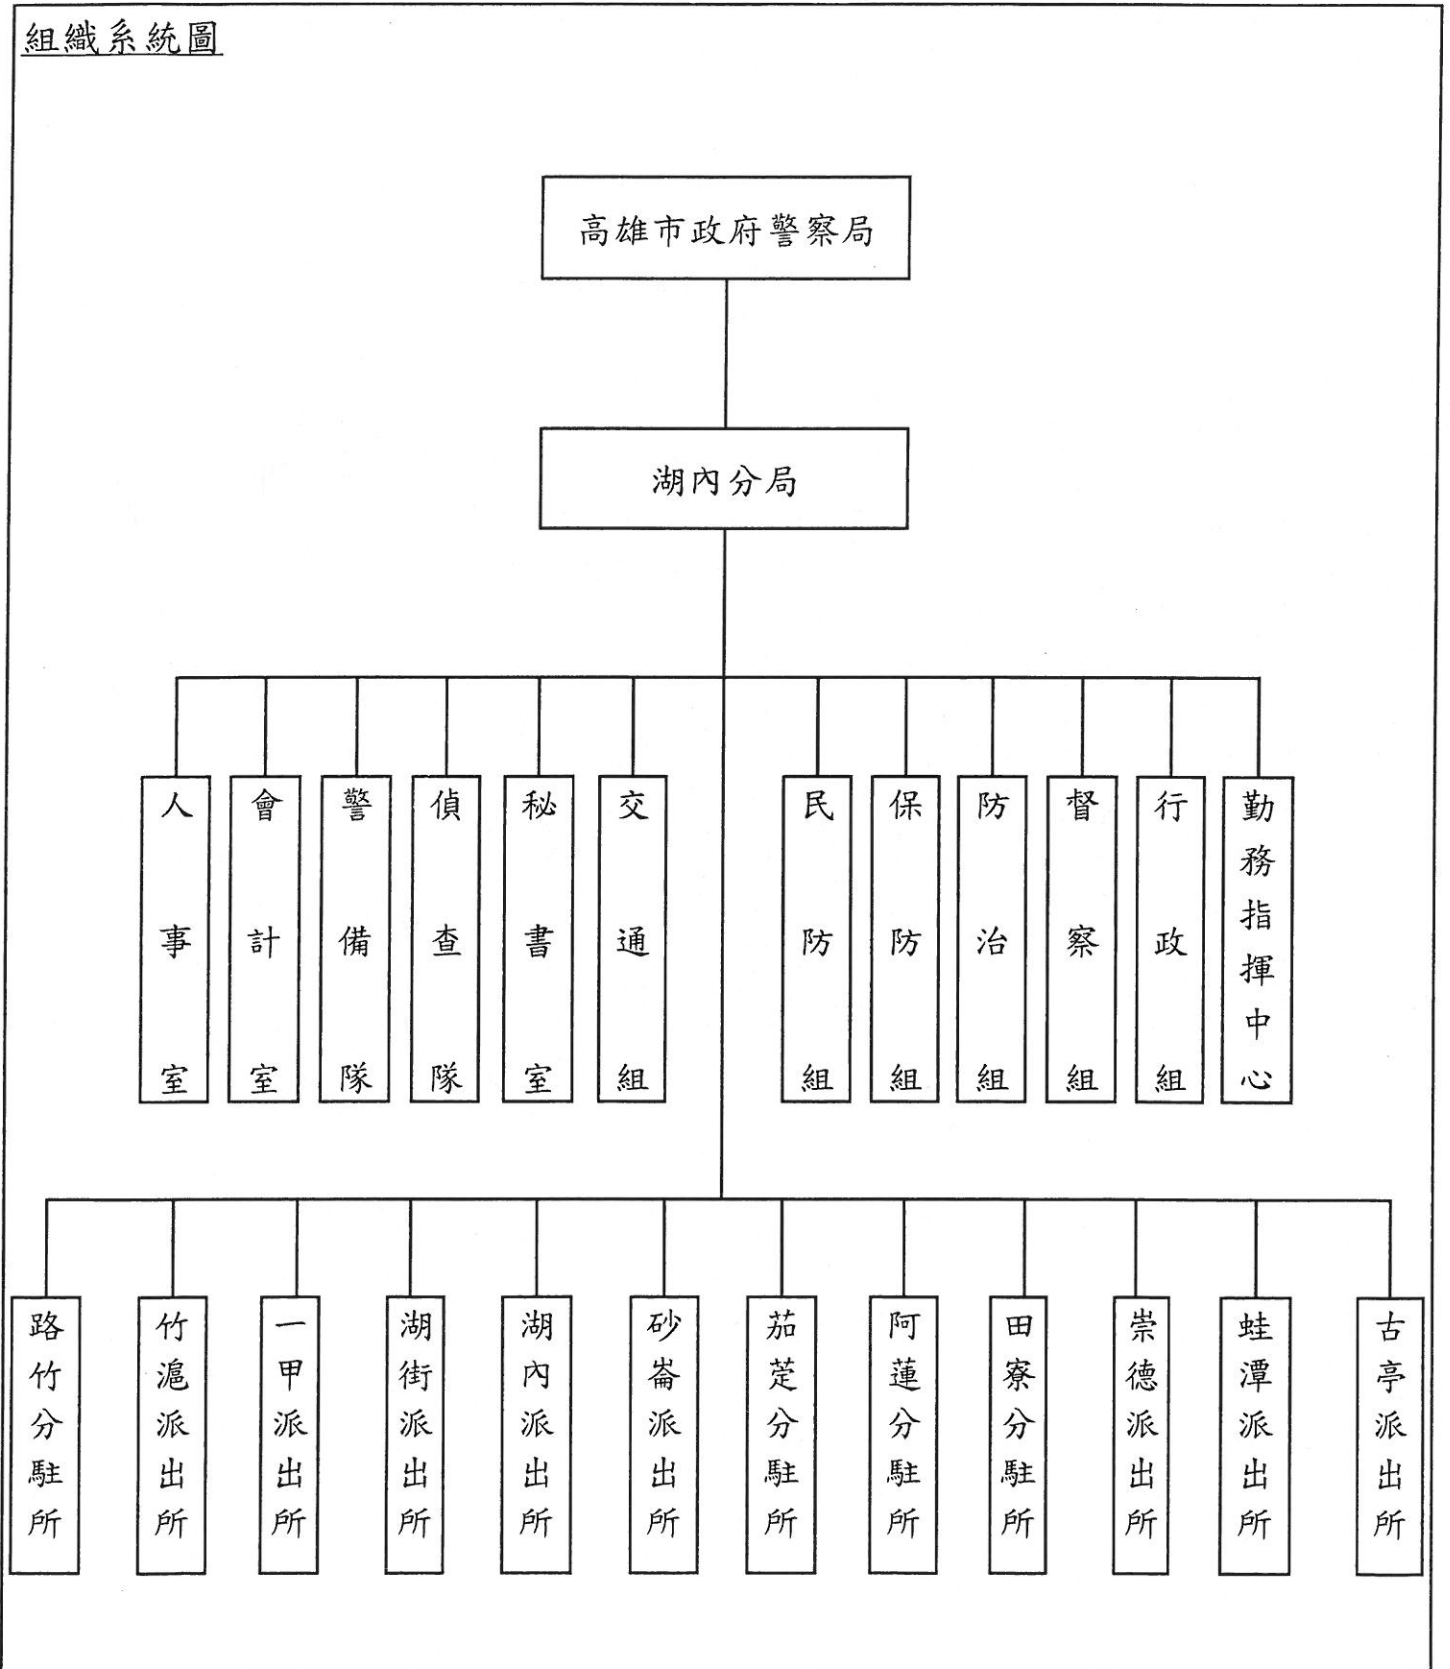 組織系統圖
高雄市政府警察局
湖內分局
人事室
會計室
警備隊
偵查隊
秘書室
交通組
民防組
保防組
防治組
督察組
行政組
勤務指揮中心
路竹分駐所
竹滬派出所
一甲派出所
湖街派出所
湖內派出所
砂崙派出所
茄萣分駐所
阿蓮分駐所
田寮分駐所
崇德派出所
蛙潭派出所
古亭派出所